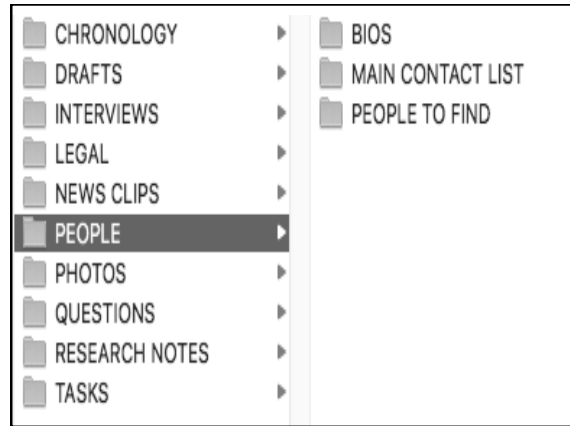 CHRONOLOGY
DRAFTS
INTERVIEWS
LEGAL
NEWS CLIPS
PEOPLE
PHOTOS
QUESTIONS
RESEARCH NOTES
TASKS
BIOS
MAIN CONTACT LIST
PEOPLE TO FIND